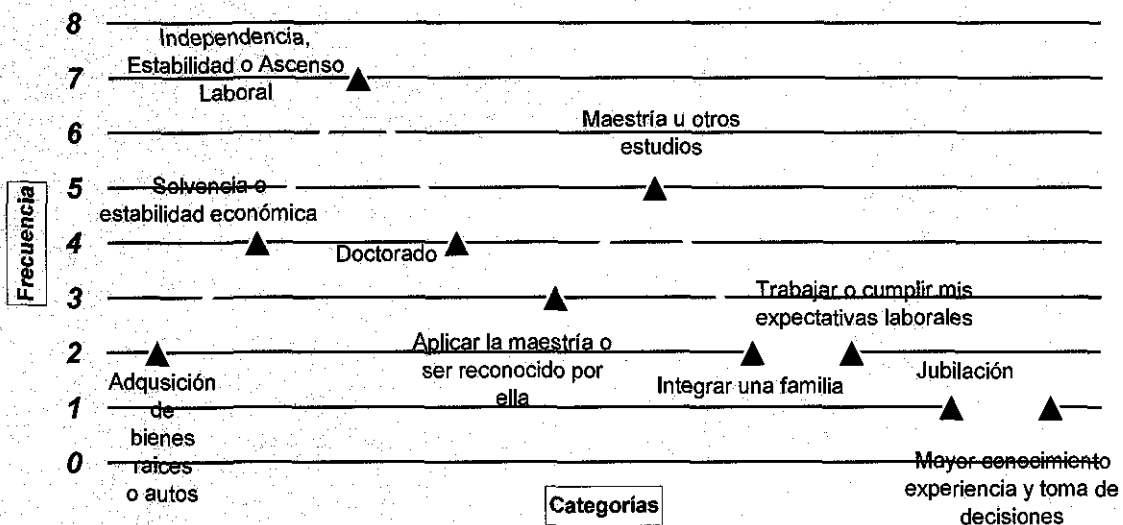 8
Independencia,
Estabilidad o Ascenso
Laboral
7
6
Maestría u otros
estudios
5
Solvencia o
estabilidad económica
4
Doctorado
Frecuencia
3
Trabajar o cumplir mis
expectativas laborales
2
Aplicar la maestría o
ser reconocido por
ella
Integrar una familia
Jubilación
Adqusición
de
bienes
raices
o autos
1
0
Mayor conocimiento
experiencia y toma de
decisiones
Categorías